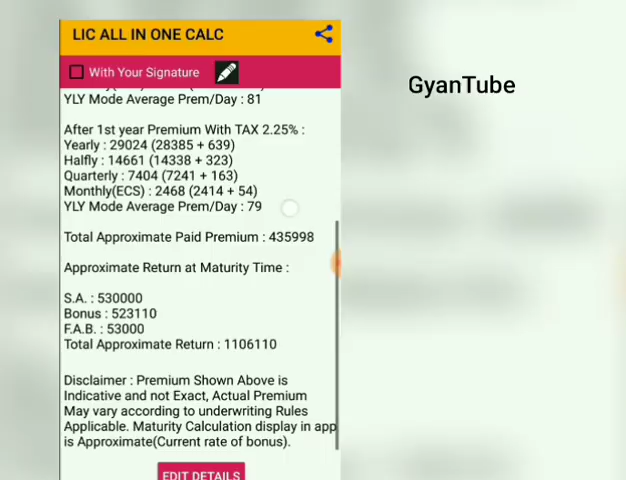 LIC ALL IN ONE CALC
With Your Signature
YLY Mode Average Prem/Day : 81
After 1st year Premium With TAX 2.25% :
Yearly : 29024 (28385 + 639)
Halfly : 14661 (14338 + 323)
Quarterly : 7404 (7241 + 163)
Monthly(ECS) : 2468 (2414 + 54)
YLY Mode Average Prem/Day : 79
Total Approximate Paid Premium : 435998
Approximate Return at Maturity Time :
S.A. : 530000
Bonus : 523110
F.A.B. : 53000
Total Approximate Return : 1106110
Disclaimer : Premium Shown Above is
Indicative and not Exact, Actual Premium
May vary according to underwriting Rules
Applicable. Maturity Calculation display in app
is Approximate(Current rate of bonus).
EDIT DETAILS
GyanTube